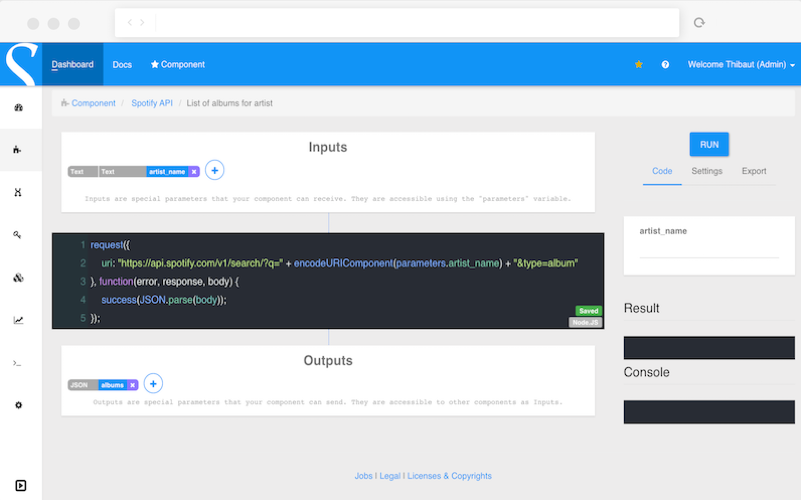 S
Dashboard
Docs
Component
Welcome Thibaut (Admin)
Component / Spotify API / List of albums for artist
Inputs
Text Text artist_name x
Inputs are special parameters that your component can receive. They are accessible using the "parameters" variable.
1 request({
2 uri: "https://api.spotify.com/v1/search/?q=" + encodeURIComponent(parameters.artist_name) + "&type=album"
3 }, function(error, response, body) {
4 success(JSON.parse(body));
5 });
Saved
Node.JS
Outputs
JSON albums x
Outputs are special parameters that your component can send. They are accessible to other components as Inputs.
RUN
Code Settings Export
artist_name
Result
Console
Jobs | Legal | Licenses & Copyrights